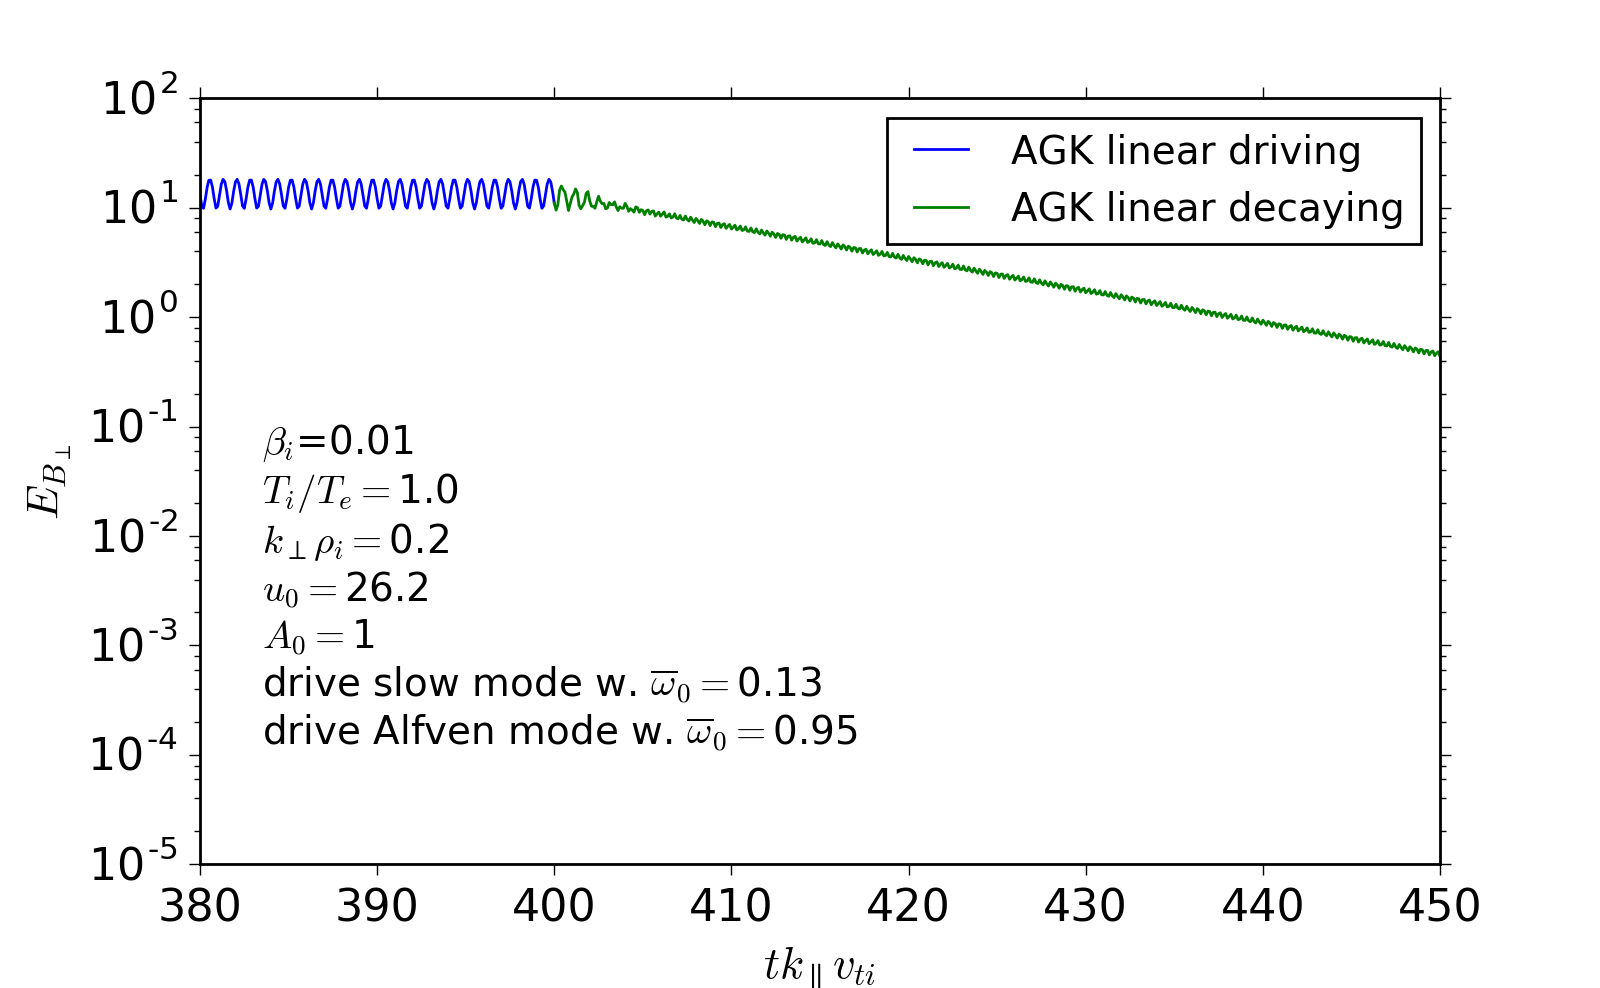 10^2
10^1
10^0
10^-1
10^-2
10^-3
10^-4
10^-5
E_{B_⊥}
AGK linear driving
AGK linear decaying
β_i=0.01
T_i/T_e = 1.0
k_⊥ρ_i = 0.2
u_0 = 26.2
A_0 = 1
drive slow mode w. ω̅_0 = 0.13
drive Alfven mode w. ω̅_0 = 0.95
380 390 400 410 420 430 440 450
tk_∥v_{ti}